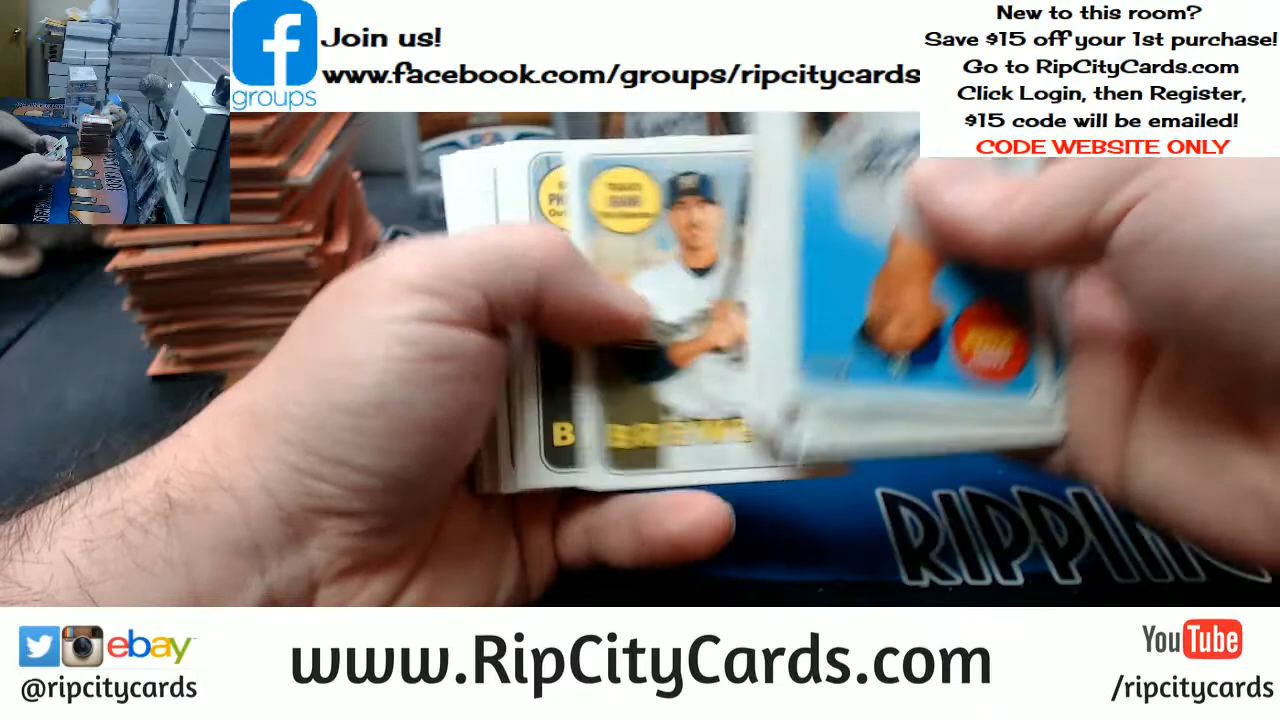 f
groups
Join us!
www.facebook.com/groups/ripcitycards
New to this room?
Save $15 off your 1st purchase!
Go to RipCityCards.com
Click Login, then Register,
$15 code will be emailed!
CODE WEBSITE ONLY
B
RIPPIN
ebay
@ripcitycards
www.RipCityCards.com
YouTube
/ripcitycards